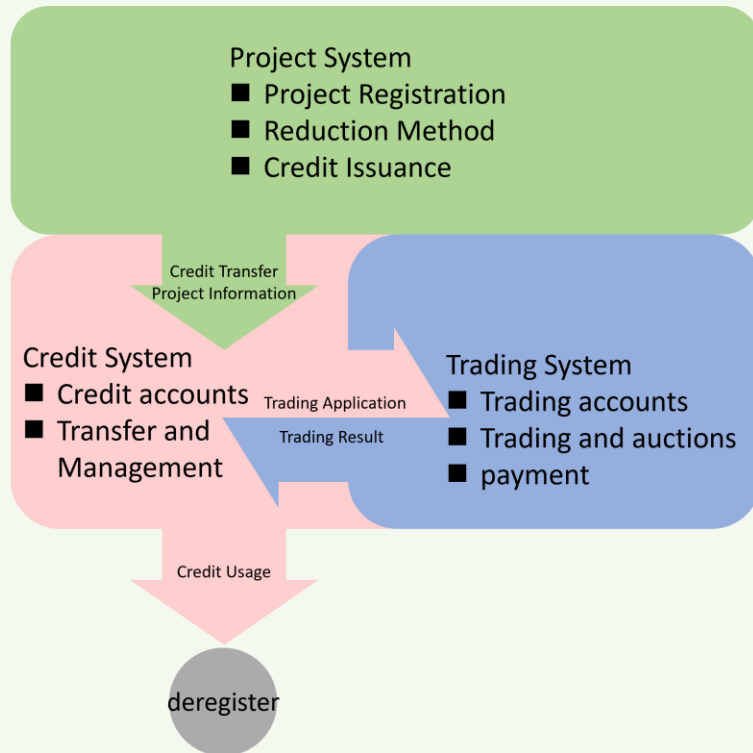 Project System
■ Project Registration
■ Reduction Method
■ Credit Issuance
Credit Transfer
Project Information
Credit System
■ Credit accounts
■ Transfer and
Management
Trading Application
Trading Result
Trading System
■ Trading accounts
■ Trading and auctions
■ payment
Credit Usage
deregister